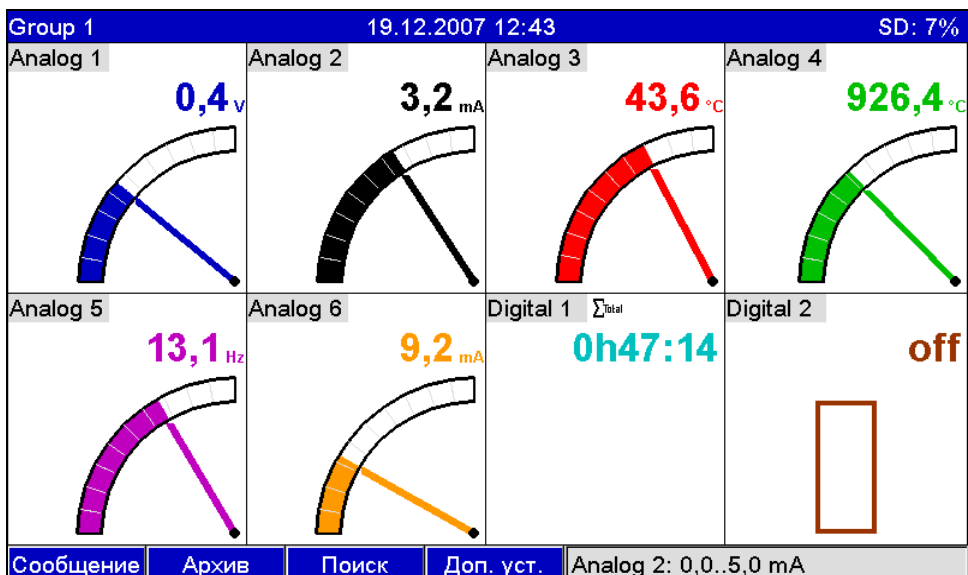 Group 1 19.12.2007 12:43 SD: 7%
Analog 1 Analog 2 Analog 3 Analog 4
0,4 V 3,2 mA 43,6 °C 926,4 °C
Analog 5 Analog 6 Digital 1 ΣTotal Digital 2
13,1 Hz 9,2 mA 0h47:14 off
Сообщение Архив Поиск Доп. уст. Analog 2: 0,0..5,0 mA